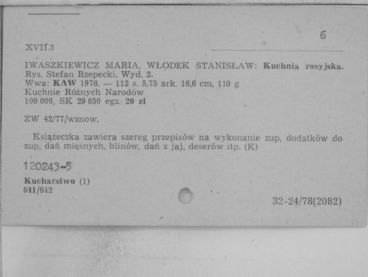 6
XVIf.3
IWASZKIEWICZ MARIA, WŁODEK STANISŁAW: Kuchnia rosyjska.
Rys. Stefan Rzepecki. Wyd. 2.
Wwa: KAW 1978. — 112 s. 5,75 ark. 16,6 cm, 110 g
Kuchnie Różnych Narodów
100 000, SK 29 850 egz. 20 zł
ZW 42/77/wznow.
Książeczka zawiera szereg przepisów na wykonanie zup, dodatków do
zup, dań mięsnych, blinów, dań z jaj, deserów itp. (K)
120243-5
Kucharstwo (1)
641/642
32-24/78(2082)